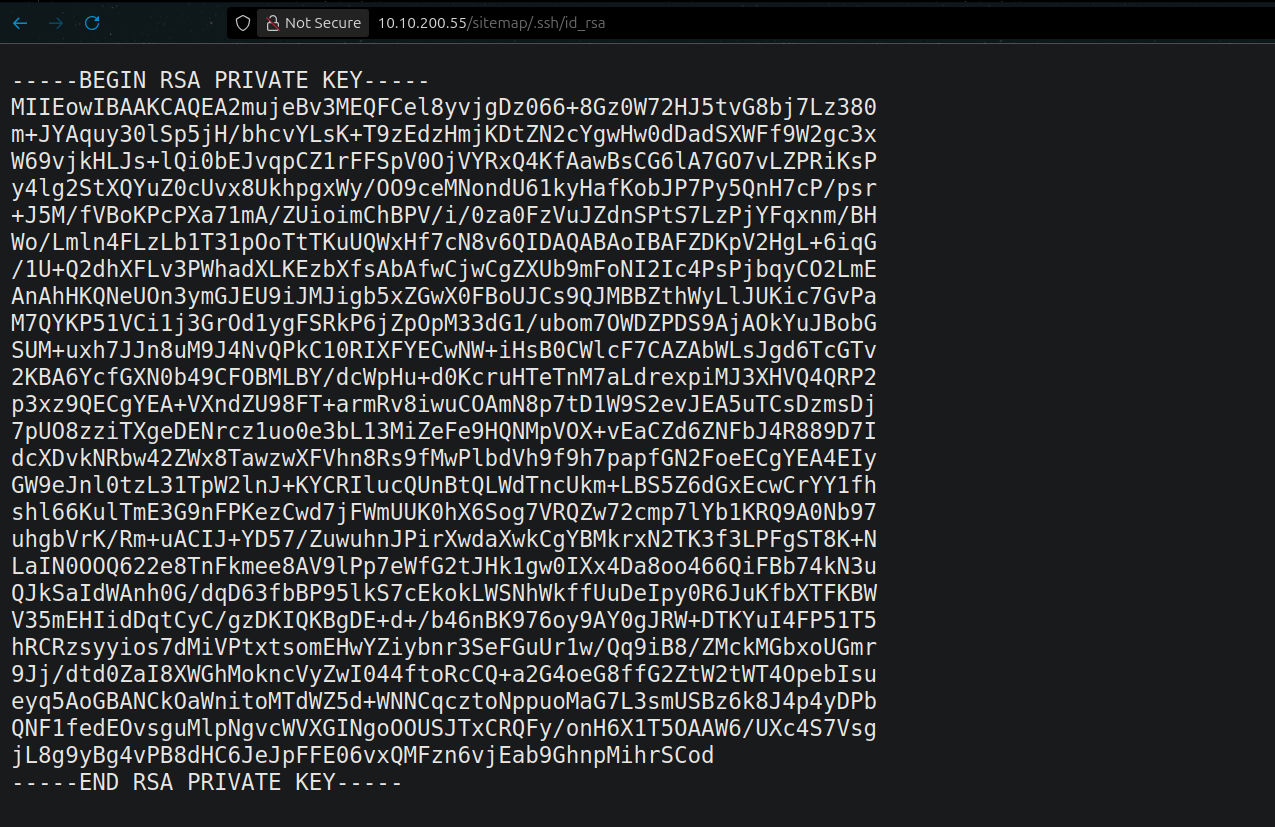 Not Secure 10.10.200.55/sitemap/.ssh/id_rsa
-----BEGIN RSA PRIVATE KEY-----
MIIEowIBAAKCAQEA2mujeBv3MEQFCel8yvjgDz066+8Gz0W72HJ5tvG8bj7Lz380
m+JYAquy30lSp5jH/bhcvYLsK+T9zEdzHmjKDtZN2cYgwHw0dDadSXWFf9W2gc3x
W69vjkHLJs+lQi0bEJvqpCZ1rFFSpV0OjVYRxQ4KfAawBsCG6lA7GO7vLZPRiKsP
y4lg2StXQYuZ0cUvx8UkhpgxWy/OO9ceMNondU61kyHafKobJP7Py5QnH7cP/psr
+J5M/fVBoKPcPXa71mA/ZUioimChBPV/i/0za0FzVuJZdnSPtS7LzPjYFqxnm/BH
Wo/Lmln4FLzLb1T31pOoTtTKuUQWxHf7cN8v6QIDAQABAoIBAFZDKpV2HgL+6iqG
/1U+Q2dhXFLv3PWhadXLKEzbXfsAbAfwCjwCgZXUb9mFoNI2Ic4PsPjbqyCO2LmE
AnAhHKQNeUOn3ymGJEU9iJMJigb5xZGwX0FBoUJCs9QJMBBZthWyLlJUKic7GvPa
M7QYKP51VCi1j3GrOd1ygFSRkP6jZpOpM33dG1/ubom7OWDZPDS9AjAOkYuJBobG
SUM+uxh7JJn8uM9J4NvQPkC10RIXFYECwNW+iHsB0CWlcF7CAZAbWLsJgd6TcGTv
2KBA6YcfGXN0b49CFOBMLBY/dcWpHu+d0KcruHTeTnM7aLdrexpiMJ3XHVQ4QRP2
p3xz9QECgYEA+VXndZU98FT+armRv8iwuCOAmN8p7tD1W9S2evJEA5uTCsDzmsDj
7pUO8zziTXgeDENrcz1uo0e3bL13MiZeFe9HQNMpVOX+vEaCZd6ZNFbJ4R889D7I
dcXDvkNRbw42ZWx8TawzwXFVhn8Rs9fMwPlbdVh9f9h7papfGN2FoeECgYEA4EIy
GW9eJnl0tzL31TpW2lnJ+KYCRIlucQUnBtQLWdTncUkm+LBS5Z6dGxEcwCrYY1fh
shl66KulTmE3G9nFPKezCwd7jFWmUUK0hX6Sog7VRQZw72cmp7lYb1KRQ9A0Nb97
uhgbVrK/Rm+uACIJ+YD57/ZuwuhnJPirXwdaXwkCgYBMkrxN2TK3f3LPFgST8K+N
LaIN0OOQ622e8TnFkmee8AV9lPp7eWfG2tJHk1gw0IXx4Da8oo466QiFBb74kN3u
QJkSaIdWAnh0G/dqD63fbBP95lkS7cEkokLWSNhWkffUuDeIpy0R6JuKfbXTFKBW
V35mEHIidDqtCyC/gzDKIQKBgDE+d+/b46nBK976oy9AY0gJRW+DTKYuI4FP51T5
hRCRzsyyios7dMiVPtxtsomEHwYZiybnr3SeFGuUr1w/Qq9iB8/ZMckMGbxoUGmr
9Jj/dtd0ZaI8XWGhMokncVyZwI044ftoRcCQ+a2G4oeG8ffG2ZtW2tWT4OpebIsu
eyq5AoGBANCkOaWnitoMTdWZ5d+WNNCqcztoNppuoMaG7L3smUSBz6k8J4p4yDPb
QNF1fedEOvsguMlpNgvcWVXGINgoOOUSJTxCRQFy/onH6X1T5OAAW6/UXc4S7Vsg
jL8g9yBg4vPB8dHC6JeJpFFE06vxQMFzn6vjEab9GhnpMihrSCod
-----END RSA PRIVATE KEY-----